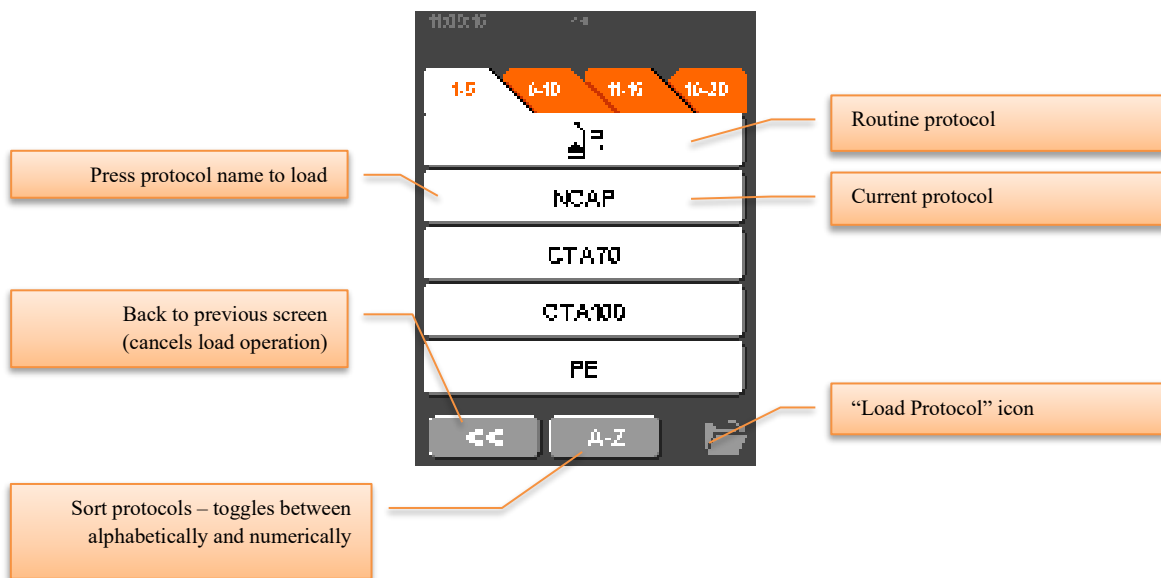 1-5 6-10 11-15 16-20
Routine protocol
Press protocol name to load
NCAP
Current protocol
CTA70
Back to previous screen
(cancels load operation)
CTA100
PE
“Load Protocol” icon
<< A-Z
Sort protocols – toggles between
alphabetically and numerically